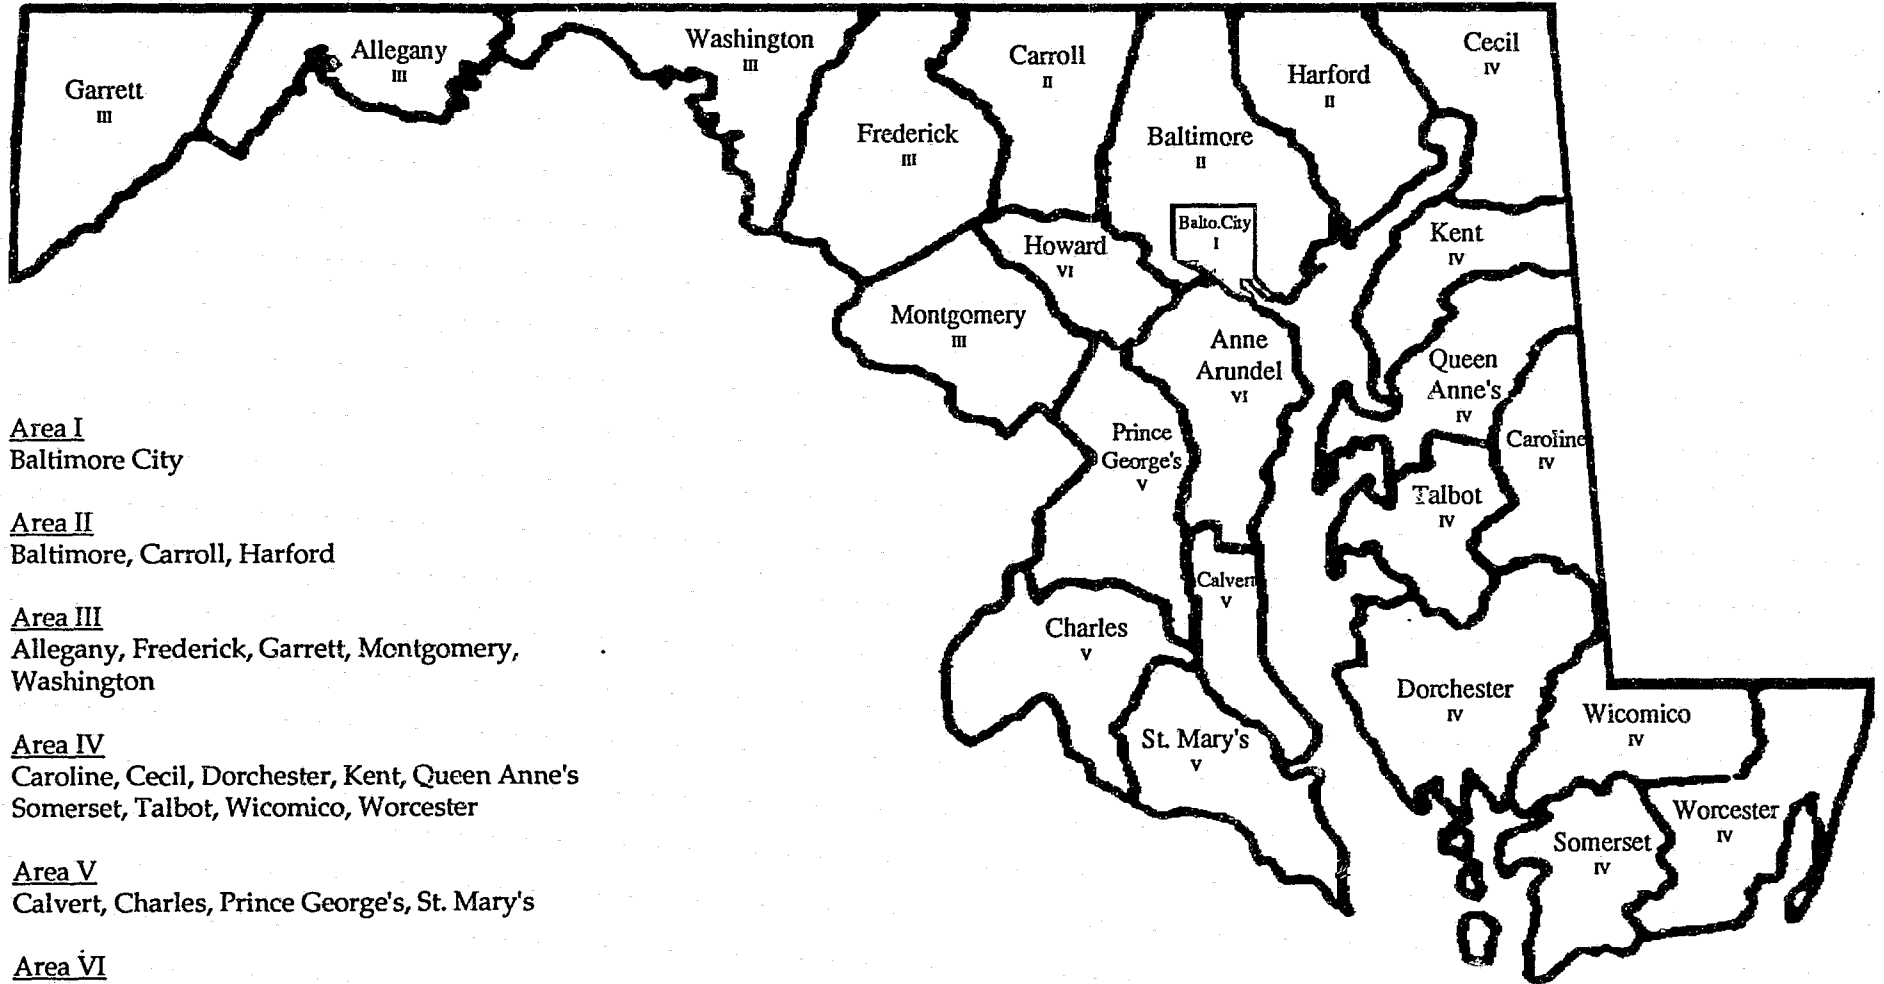 Garrett
III
Allegany
III
Washington
III
Frederick
III
Carroll
II
Baltimore
II
Harford
II
Cecil
IV
Balto.City
I
Howard
VI
Montgomery
III
Anne
Arundel
VI
Kent
IV
Queen
Anne's
IV
Caroline
IV
Talbot
IV
Prince
George's
V
Calvert
V
Charles
V
St. Mary's
V
Dorchester
IV
Wicomico
IV
Somerset
IV
Worcester
IV
Area I
Baltimore City
Area II
Baltimore, Carroll, Harford
Area III
Allegany, Frederick, Garrett, Montgomery,
Washington
Area IV
Caroline, Cecil, Dorchester, Kent, Queen Anne's
Somerset, Talbot, Wicomico, Worcester
Area V
Calvert, Charles, Prince George's, St. Mary's
Area VI